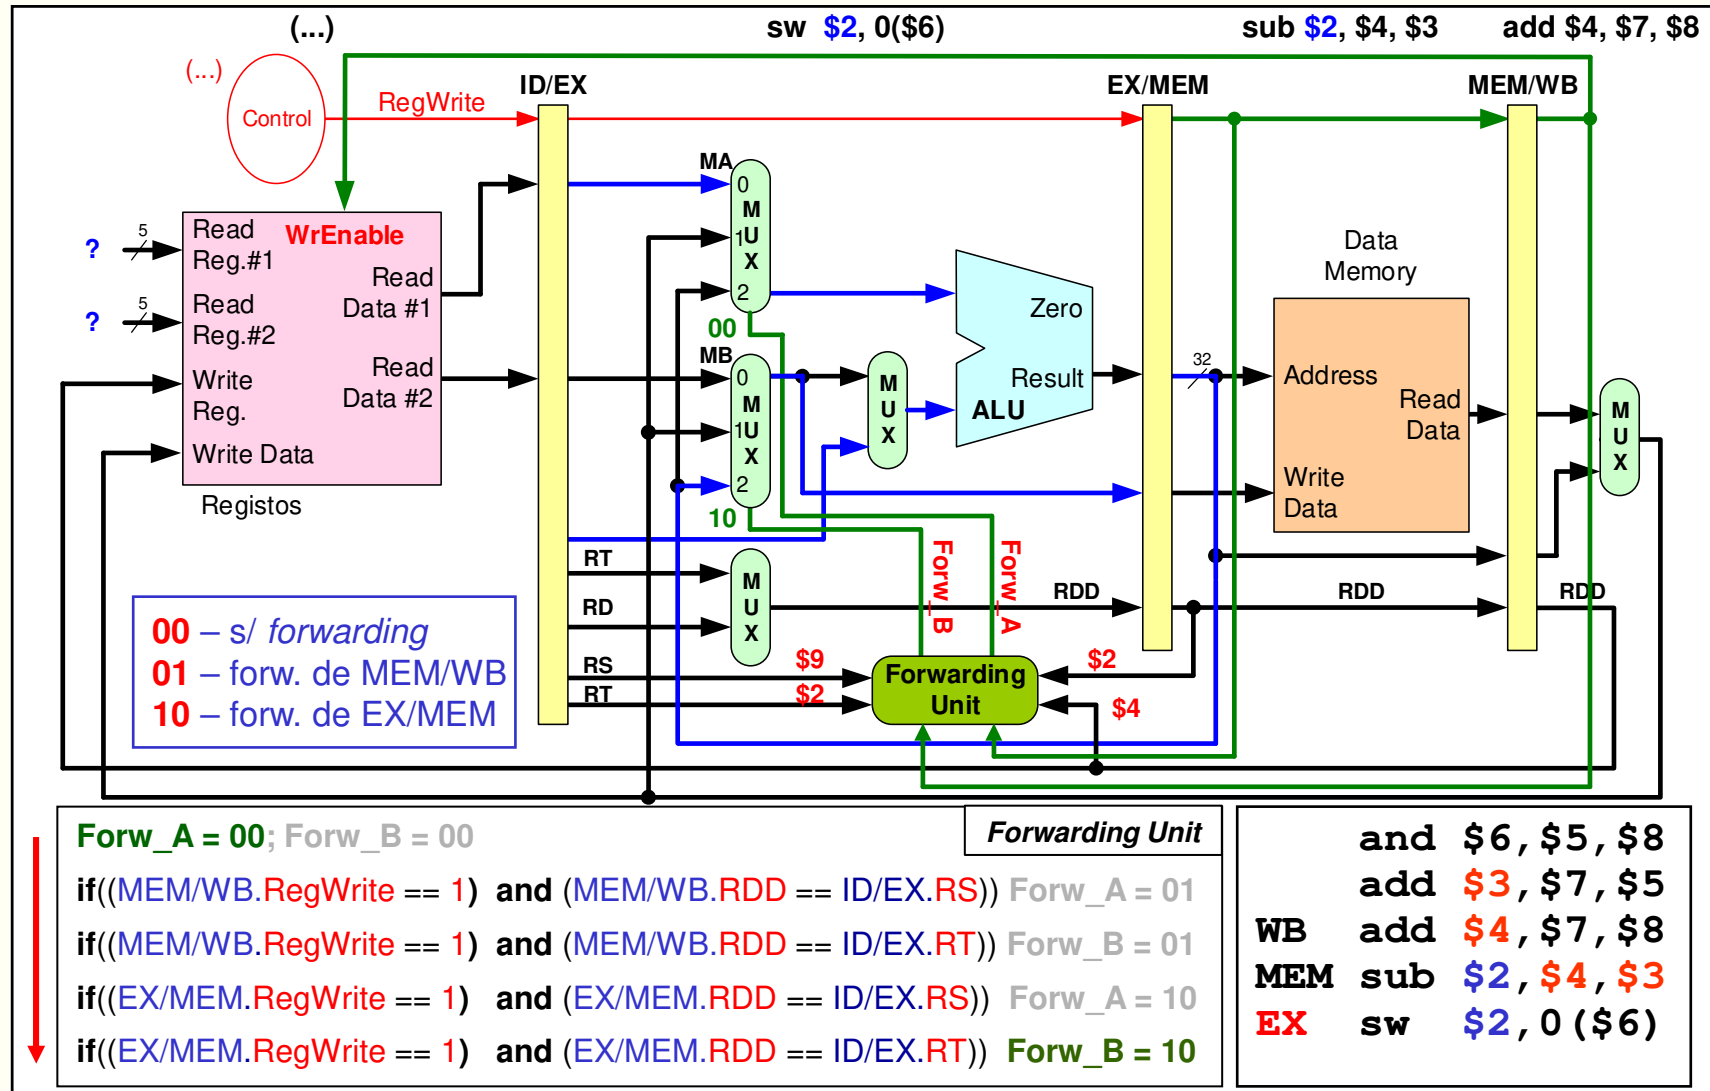 (...)
sw $2, 0($6)
sub $2, $4, $3
add $4, $7, $8
(...)
Control
RegWrite
ID/EX
EX/MEM
MEM/WB
MA
0
M
1U
X
2
00
?
5
Read
Reg.#1
WrEnable
Read
Data #1
?
5
Read
Reg.#2
Write
Reg.
Read
Data #2
Write Data
Registos
MB
0
M
1U
X
2
10
M
U
X
Zero
Result
ALU
32
Data
Memory
Address
Read
Data
Write
Data
M
U
X
RT
RD
M
U
X
Forw_B
Forw_A
RDD
RDD
RDD
RS
$9
RT
$2
Forwarding
Unit
$2
$4
00 – s/ forwarding
01 – forw. de MEM/WB
10 – forw. de EX/MEM
Forw_A = 00; Forw_B = 00
Forwarding Unit
if((MEM/WB.RegWrite == 1) and (MEM/WB.RDD == ID/EX.RS)) Forw_A = 01
if((MEM/WB.RegWrite == 1) and (MEM/WB.RDD == ID/EX.RT)) Forw_B = 01
if((EX/MEM.RegWrite == 1) and (EX/MEM.RDD == ID/EX.RS)) Forw_A = 10
if((EX/MEM.RegWrite == 1) and (EX/MEM.RDD == ID/EX.RT)) Forw_B = 10
and $6,$5,$8
add $3,$7,$5
WB add $4,$7,$8
MEM sub $2,$4,$3
EX sw $2,0($6)